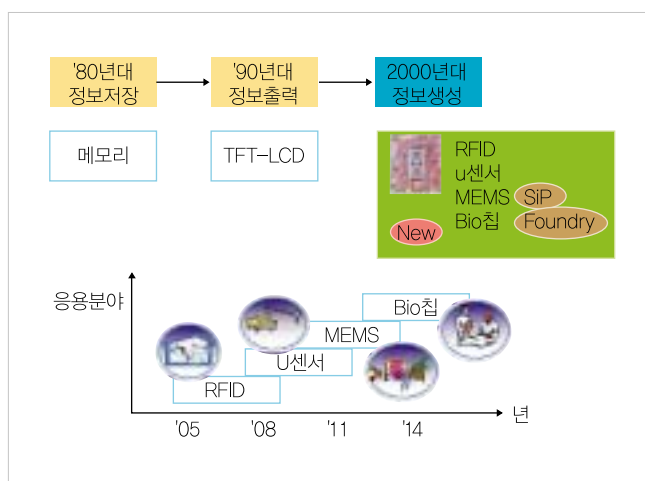 '80년대
정보저장
'90년대
정보출력
2000년대
정보생성
메모리
TFT-LCD
RFID
u센서
MEMS
SiP
Bio칩
Foundry
New
응용분야
Bio칩
MEMS
U센서
RFID
년
'05
'08
'11
'14